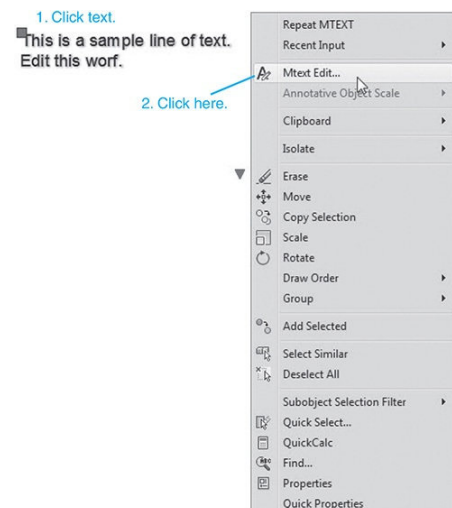 1. Click text.
This is a sample line of text.
Edit this worf.
2. Click here.
Repeat MTEXT
Recent Input
Mtext Edit...
Annotative Object Scale
Clipboard
Isolate
Erase
Move
Copy Selection
Scale
Rotate
Draw Order
Group
Add Selected
Select Similar
Deselect All
Subobject Selection Filter
Quick Select...
QuickCalc
Find...
Properties
Quick Properties